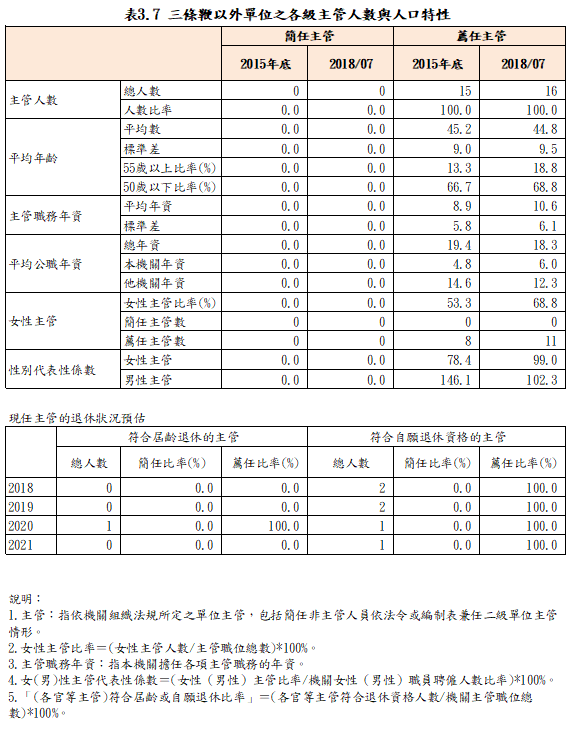 表3.7 三條鞭以外單位之各級主管人數與人口特性
簡任主管 薦任主管
2015年底 2018/07 2015年底 2018/07
主管人數 總人數 0 0 15 16
人數比率 0.0 0.0 100.0 100.0
平均年齡 平均數 0.0 0.0 45.2 44.8
標準差 0.0 0.0 9.0 9.5
55歲以上比率(%) 0.0 0.0 13.3 18.8
50歲以下比率(%) 0.0 0.0 66.7 68.8
主管職務年資 平均年資 0.0 0.0 8.9 10.6
標準差 0.0 0.0 5.8 6.1
平均公職年資 總年資 0.0 0.0 19.4 18.3
本機關年資 0.0 0.0 4.8 6.0
他機關年資 0.0 0.0 14.6 12.3
女性主管 女性主管比率(%) 0.0 0.0 53.3 68.8
簡任主管數 0 0 0 0
薦任主管數 0 0 8 11
性別代表性係數 女性主管 0.0 0.0 78.4 99.0
男性主管 0.0 0.0 146.1 102.3
現任主管的退休狀況預估
符合屆齡退休的主管 符合自願退休資格的主管
總人數 簡任比率(%) 薦任比率(%) 總人數 簡任比率(%) 薦任比率(%)
2018 0 0.0 0.0 2 0.0 100.0
2019 0 0.0 0.0 2 0.0 100.0
2020 1 0.0 100.0 1 0.0 100.0
2021 0 0.0 0.0 1 0.0 100.0
說明：
1.主管：指依機關組織法規所定之單位主管，包括簡任非主管人員依法令或編制表兼任二級單位主管
情形。
2.女性主管比率=(女性主管人數/主管職位總數)*100%。
3.主管職務年資：指本機關擔任各項主管職務的年資。
4.女(男)性主管代表性係數=(女性（男性）主管比率/機關女性（男性）職員聘僱人數比率)*100%。
5.「(各官等主管)符合屆齡或自願退休比率」=(各官等主管符合退休資格人數/機關主管職位總
數)*100%。